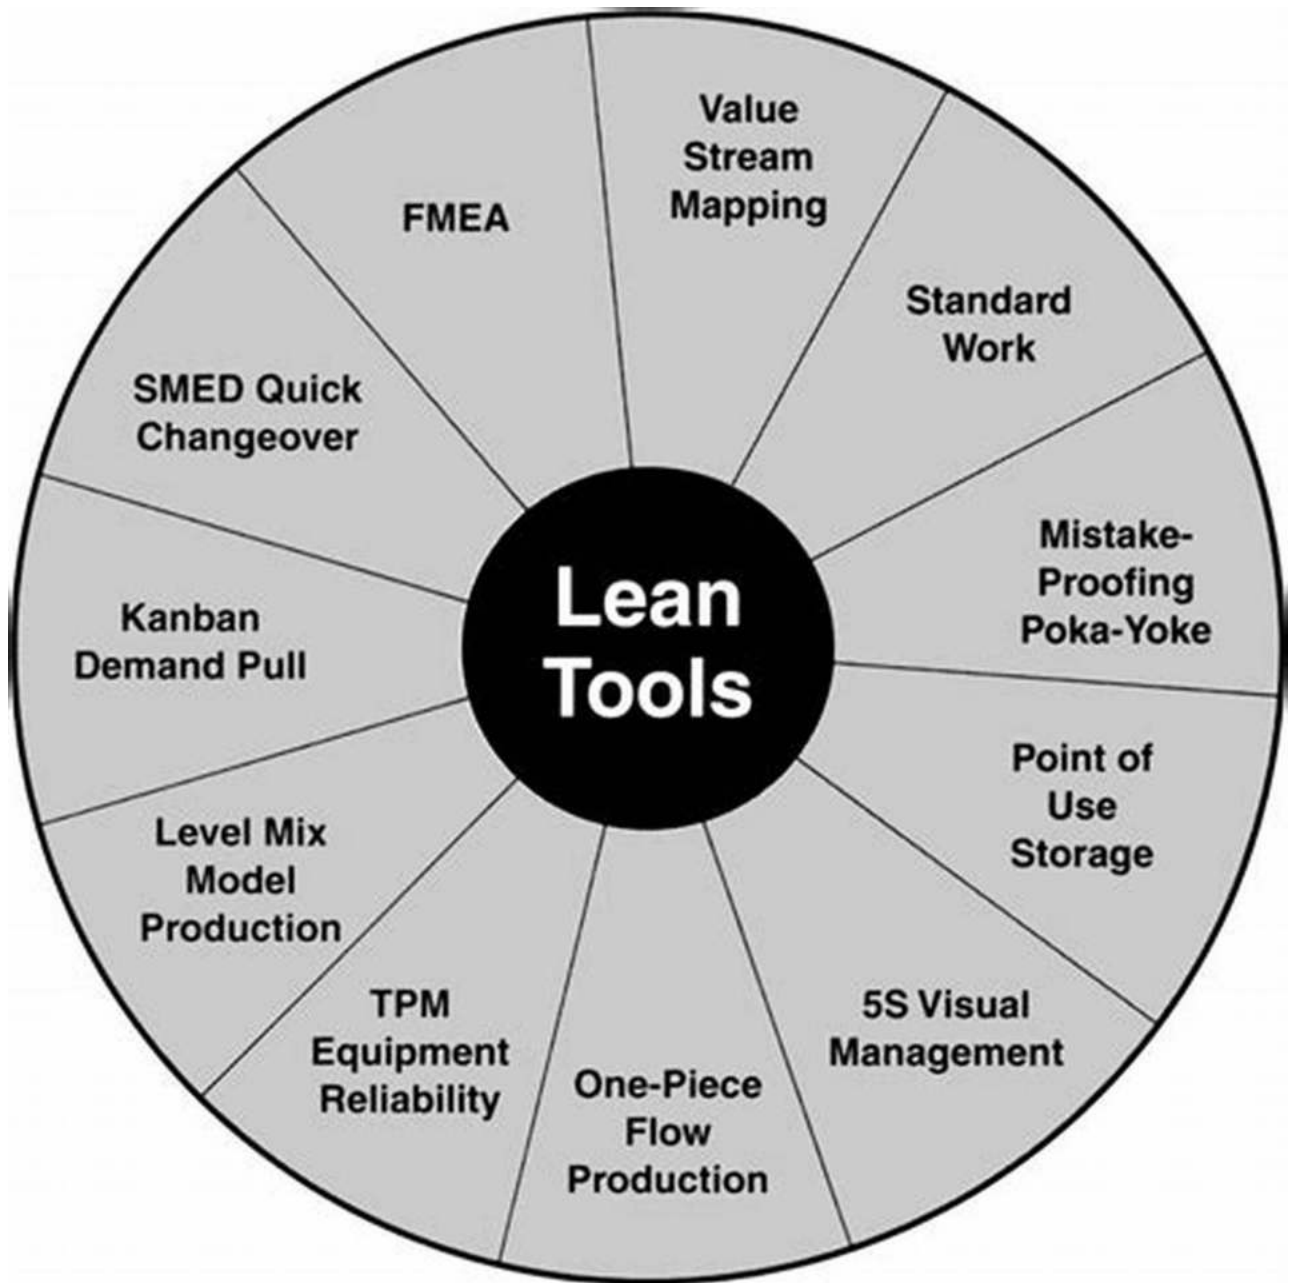 Value
Stream
Mapping
Standard
Work
Mistake-
Proofing
Poka-Yoke
Point of
Use
Storage
5S Visual
Management
One-Piece
Flow
Production
TPM
Equipment
Reliability
Level Mix
Model
Production
Kanban
Demand Pull
SMED Quick
Changeover
FMEA
Lean
Tools